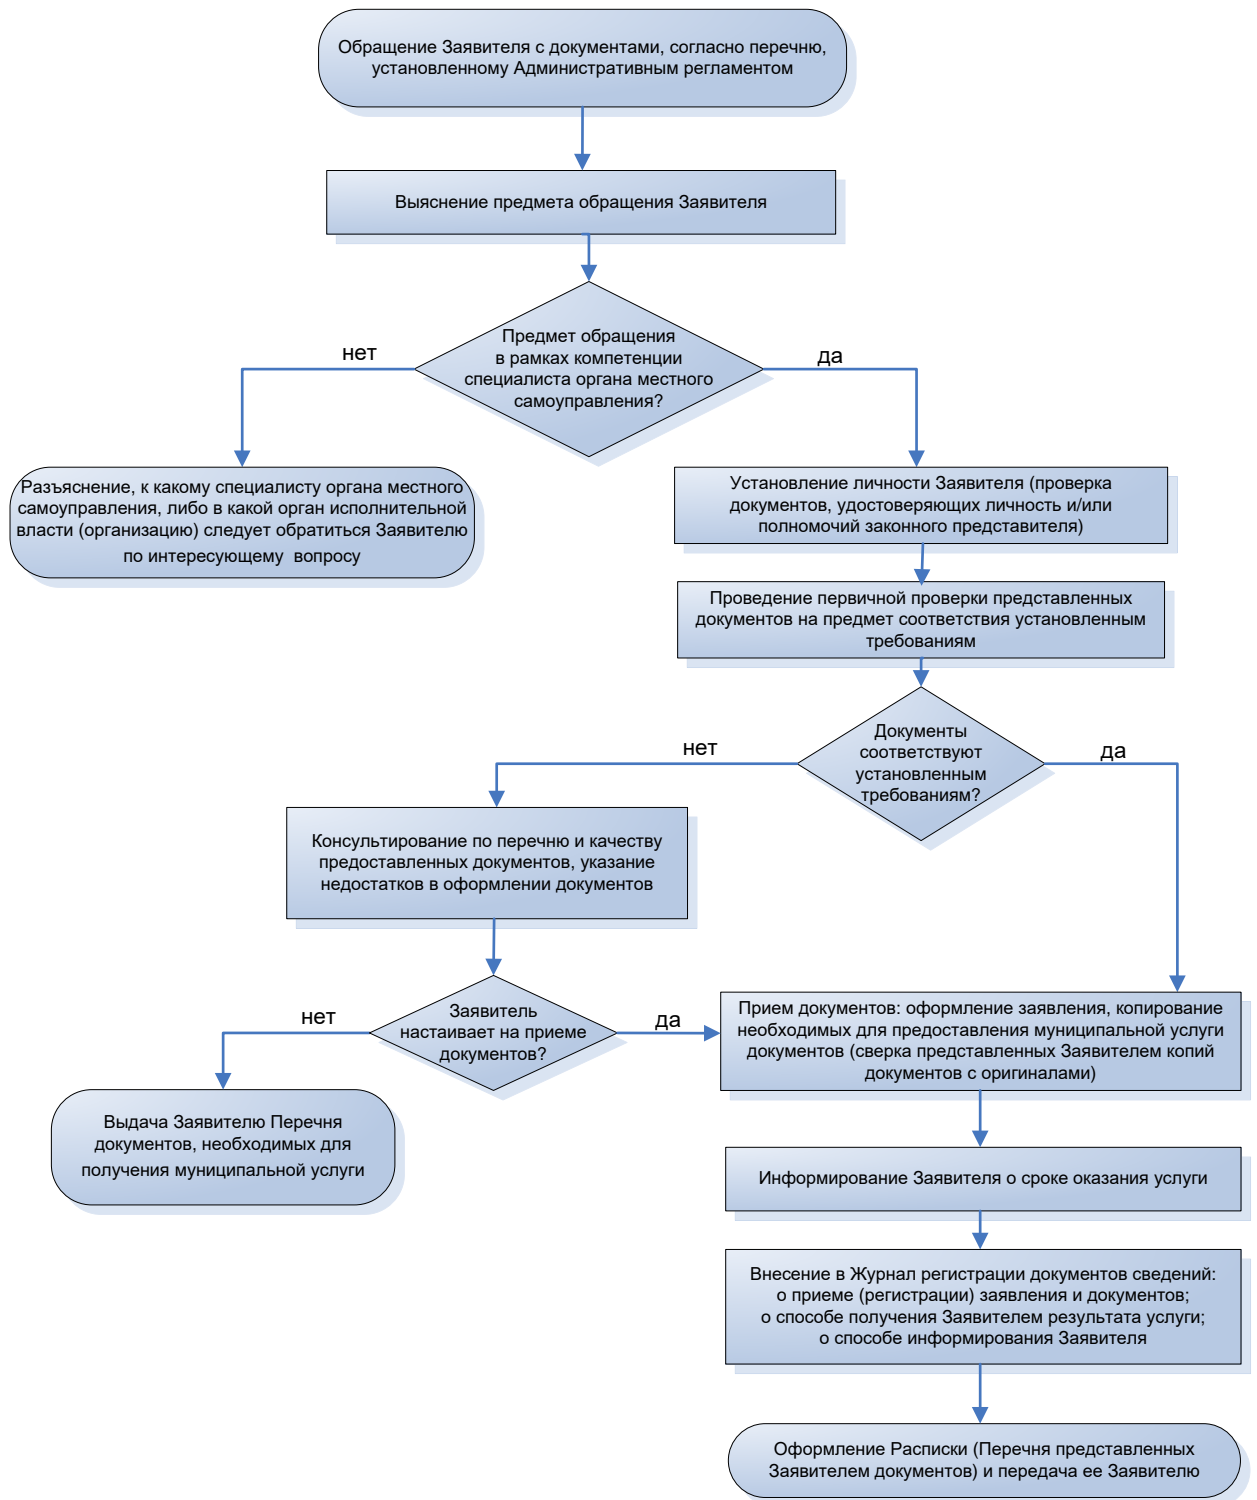 Обращение Заявителя с документами, согласно перечню,
установленному Административным регламентом
Выяснение предмета обращения Заявителя
Предмет обращения
в рамках компетенции
специалиста органа местного
самоуправления?
нет
да
Разъяснение, к какому специалисту органа местного
самоуправления, либо в какой орган исполнительной
власти (организацию) следует обратиться Заявителю
по интересующему вопросу
Установление личности Заявителя (проверка
документов, удостоверяющих личность и/или
полномочий законного представителя)
Проведение первичной проверки представленных
документов на предмет соответствия установленным
требованиям
Документы
соответствуют
установленным
требованиям?
нет
да
Консультирование по перечню и качеству
предоставленных документов, указание
недостатков в оформлении документов
Заявитель
настаивает на приеме
документов?
нет
да
Прием документов: оформление заявления, копирование
необходимых для предоставления муниципальной услуги
документов (сверка представленных Заявителем копий
документов с оригиналами)
Выдача Заявителю Перечня
документов, необходимых для
получения муниципальной услуги
Информирование Заявителя о сроке оказания услуги
Внесение в Журнал регистрации документов сведений:
о приеме (регистрации) заявления и документов;
о способе получения Заявителем результата услуги;
о способе информирования Заявителя
Оформление Расписки (Перечня представленных
Заявителем документов) и передача ее Заявителю